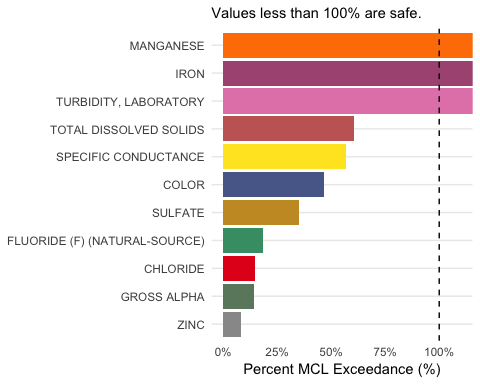 Values less than 100% are safe.
MANGANESE
IRON
TURBIDITY, LABORATORY
TOTAL DISSOLVED SOLIDS
SPECIFIC CONDUCTANCE
COLOR
SULFATE
FLUORIDE (F) (NATURAL-SOURCE)
CHLORIDE
GROSS ALPHA
ZINC
0% 25% 50% 75% 100%
Percent MCL Exceedance (%)